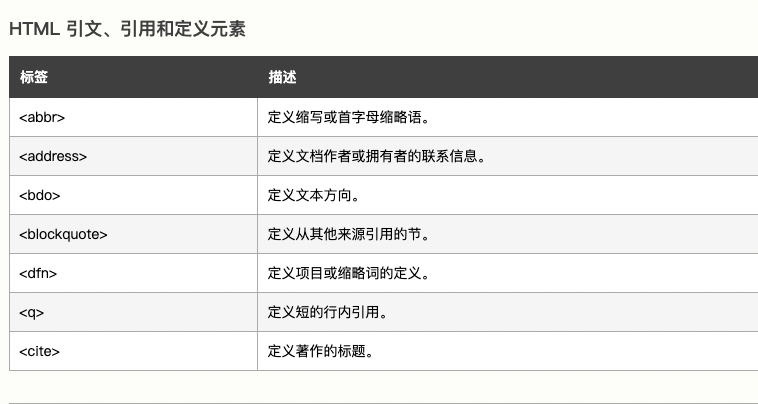 HTML 引文、引用和定义元素
标签 描述
<abbr> 定义缩写或首字母缩略语。
<address> 定义文档作者或拥有者的联系信息。
<bdo> 定义文本方向。
<blockquote> 定义从其他来源引用的节。
<dfn> 定义项目或缩略词的定义。
<q> 定义短的行内引用。
<cite> 定义著作的标题。